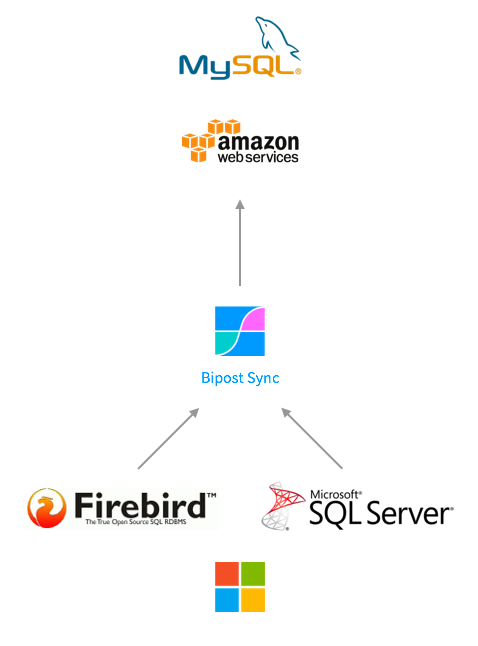 MySQL®
amazon
web services
Bipost Sync
Firebird™
The True Open Source SQL RDBMS
Microsoft®
SQL Server®
®